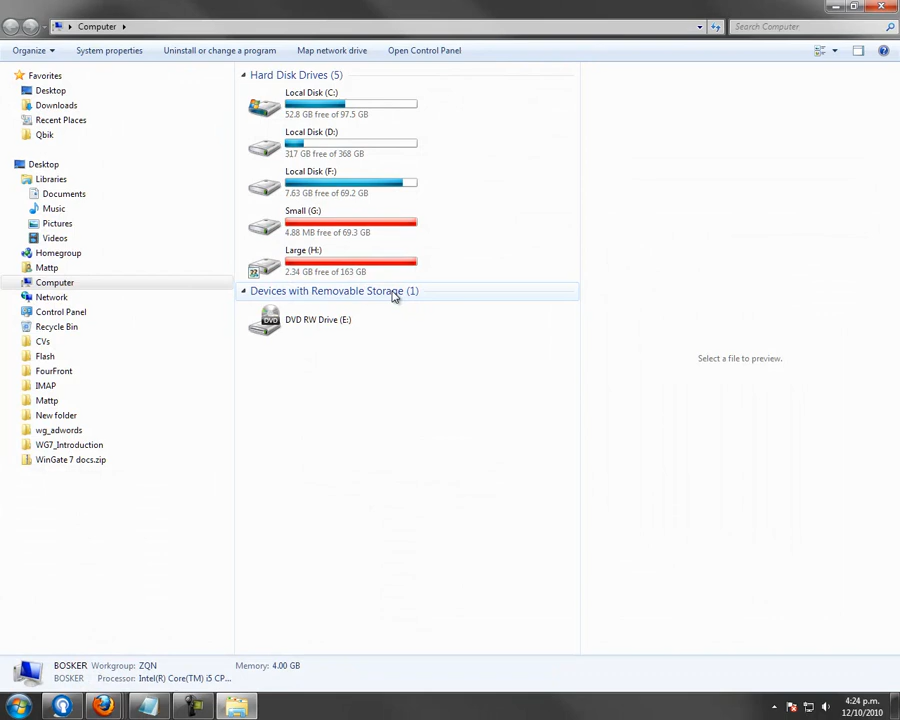 Computer
Search Computer
Organize
System properties
Uninstall or change a program
Map network drive
Open Control Panel
Favorites
Desktop
Downloads
Recent Places
Qbik
Desktop
Libraries
Documents
Music
Pictures
Videos
Homegroup
Mattp
Computer
Network
Control Panel
Recycle Bin
CVs
Flash
FourFront
IMAP
Mattp
New folder
wg_adwords
WG7_Introduction
WinGate 7 docs.zip
Hard Disk Drives (5)
Local Disk (C:)
52.8 GB free of 97.5 GB
Local Disk (D:)
317 GB free of 368 GB
Local Disk (F:)
7.63 GB free of 69.2 GB
Small (G:)
4.88 MB free of 69.3 GB
Large (H:)
2.34 GB free of 163 GB
Devices with Removable Storage (1)
DVD
DVD RW Drive (E:)
Select a file to preview.
BOSKER Workgroup: ZQN Memory: 4.00 GB
BOSKER Processor: Intel(R) Core(TM) i5 CP...
4:24 p.m.
12/10/2010